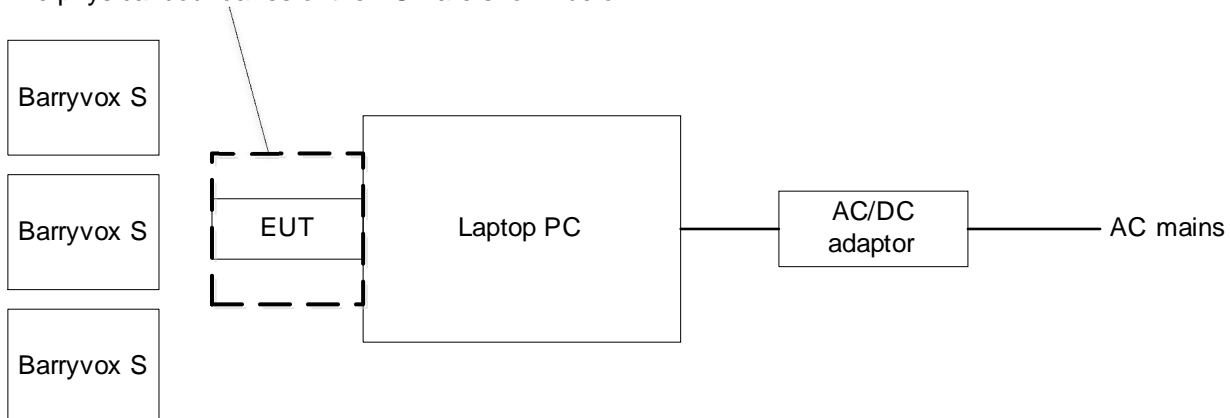 Barryvox S
EUT
Laptop PC
AC/DC
adaptor
AC mains
Barryvox S
Barryvox S